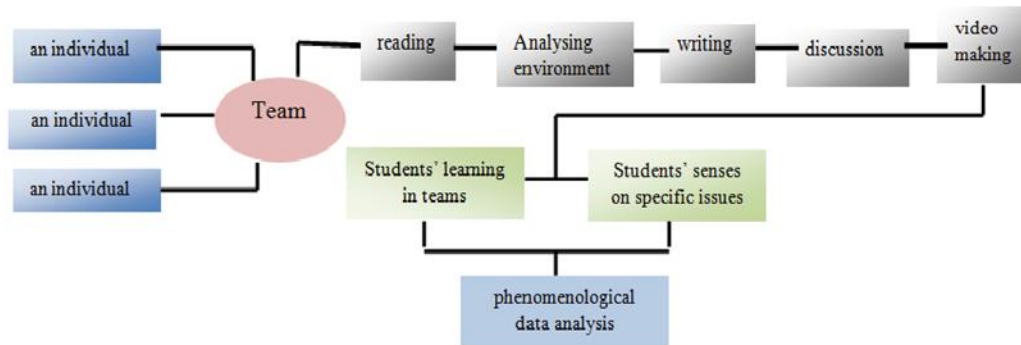 an individual
an individual
an individual
Team
reading
Analysing
environment
writing
discussion
video
making
Students’ learning
in teams
Students’ senses
on specific issues
phenomenological
data analysis